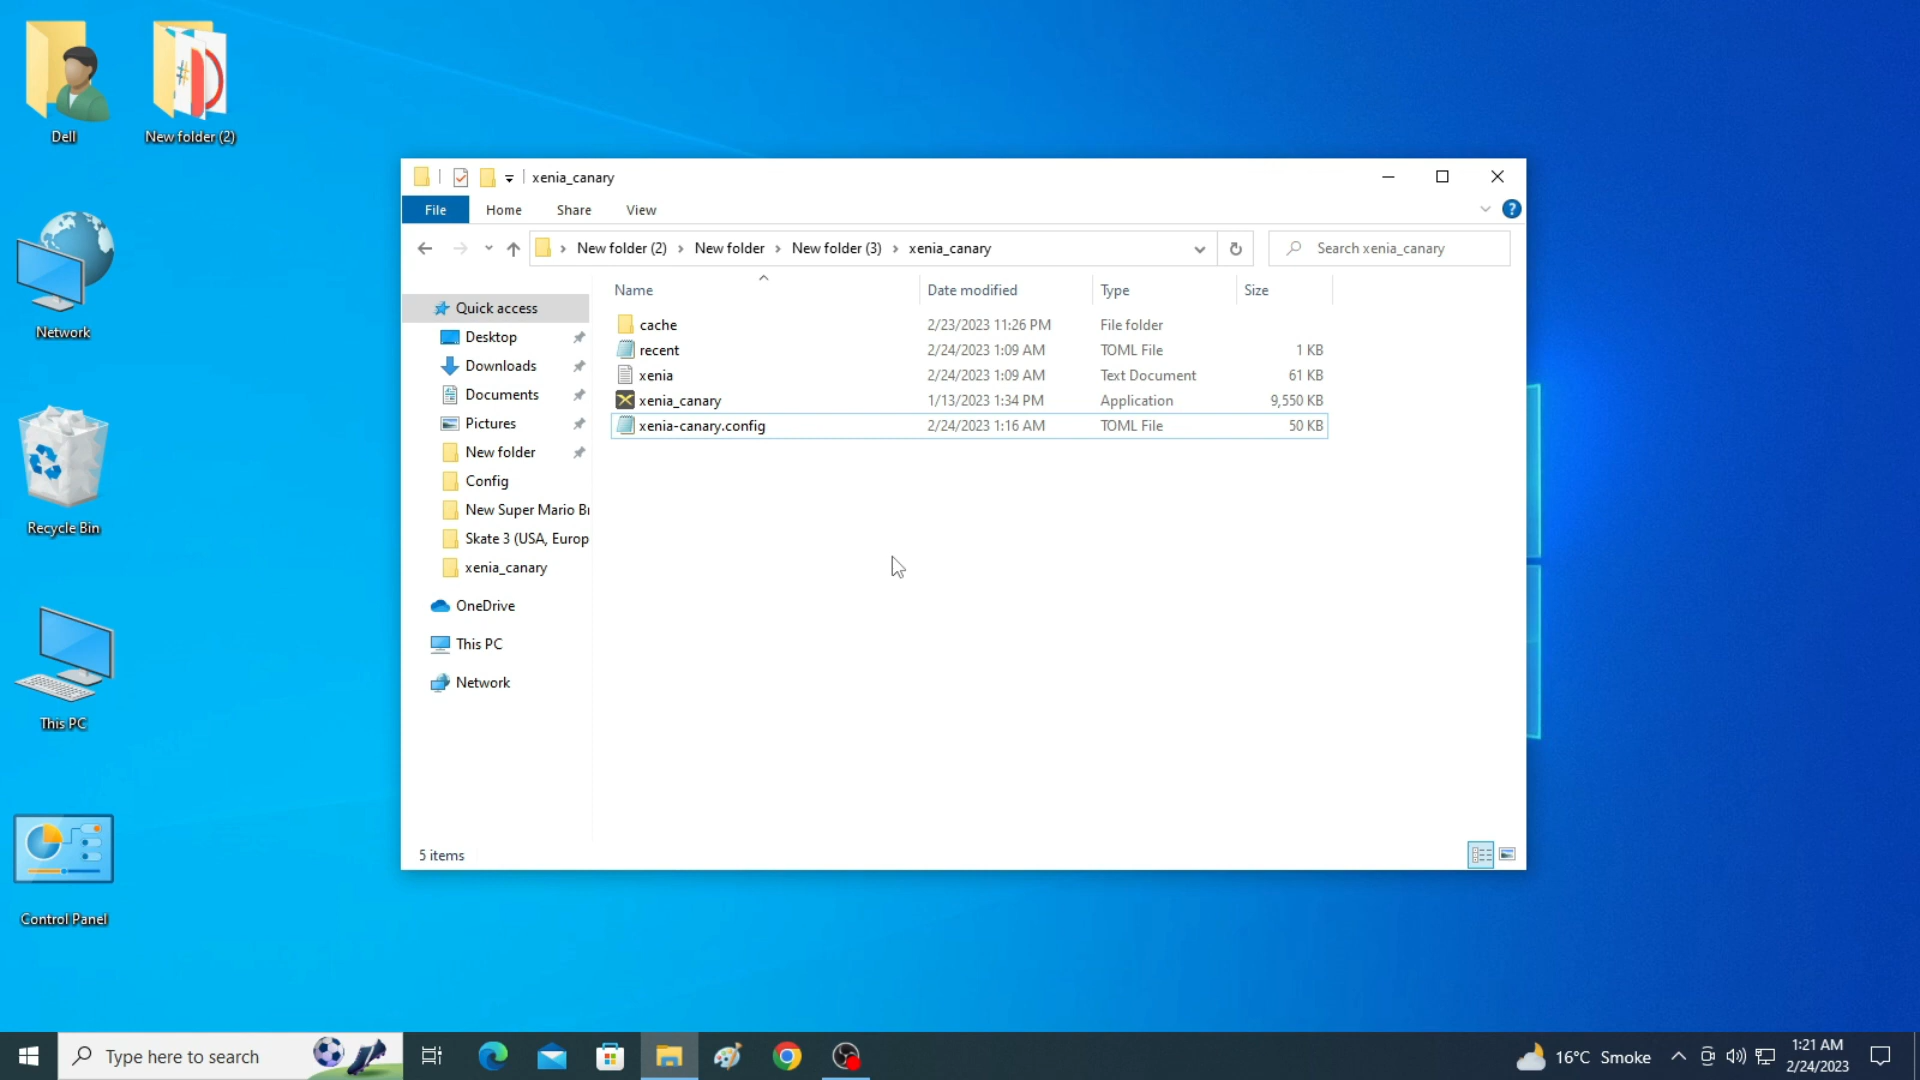 Dell
New folder (2)
Network
Recycle Bin
This PC
Control Panel
xenia_canary
File Home Share View
New folder (2) New folder New folder (3) xenia_canary
Search xenia_canary
Name Date modified Type Size
cache 2/23/2023 11:26 PM File folder
recent 2/24/2023 1:09 AM TOML File 1 KB
xenia 2/24/2023 1:09 AM Text Document 61 KB
xenia_canary 1/13/2023 1:34 PM Application 9,550 KB
xenia-canary.config 2/24/2023 1:16 AM TOML File 50 KB
Quick access
Desktop
Downloads
Documents
Pictures
New folder
Config
New Super Mario Br
Skate 3 (USA, Europ
xenia_canary
OneDrive
This PC
Network
5 items
Type here to search
16°C Smoke
1:21 AM
2/24/2023